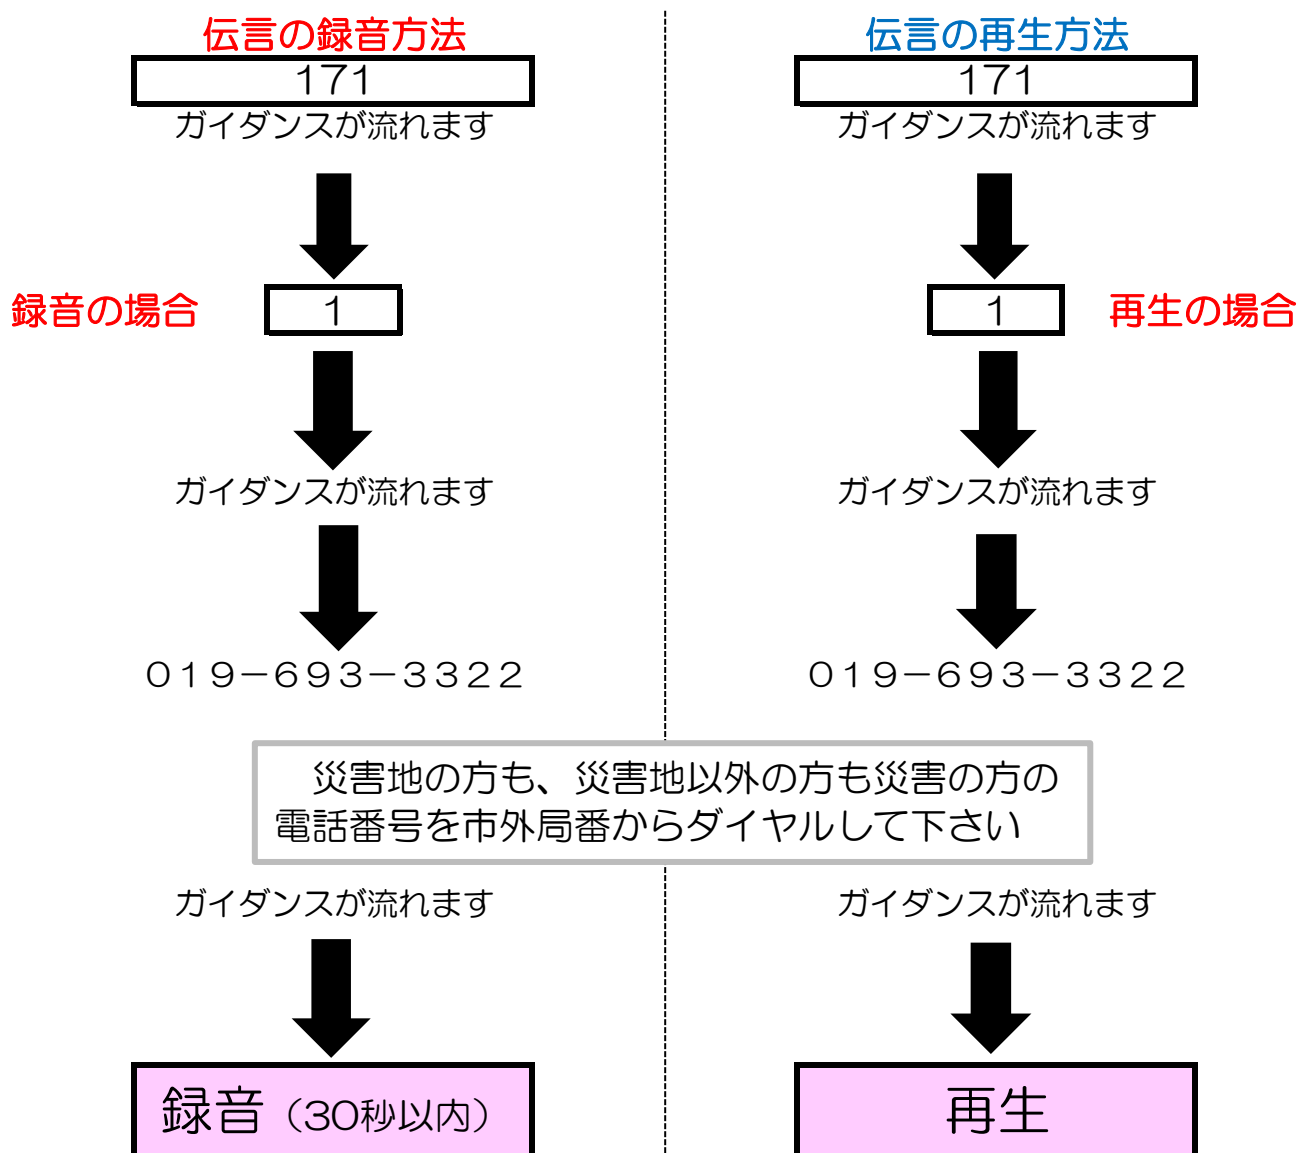 伝言の録音方法
171
ガイダンスが流れます
録音の場合
1
ガイダンスが流れます
０１９－６９３－３３２２
伝言の再生方法
171
ガイダンスが流れます
1
再生の場合
ガイダンスが流れます
０１９－６９３－３３２２
災害地の方も、災害地以外の方も災害の方の
電話番号を市外局番からダイヤルして下さい
ガイダンスが流れます
録音（30秒以内）
ガイダンスが流れます
再生